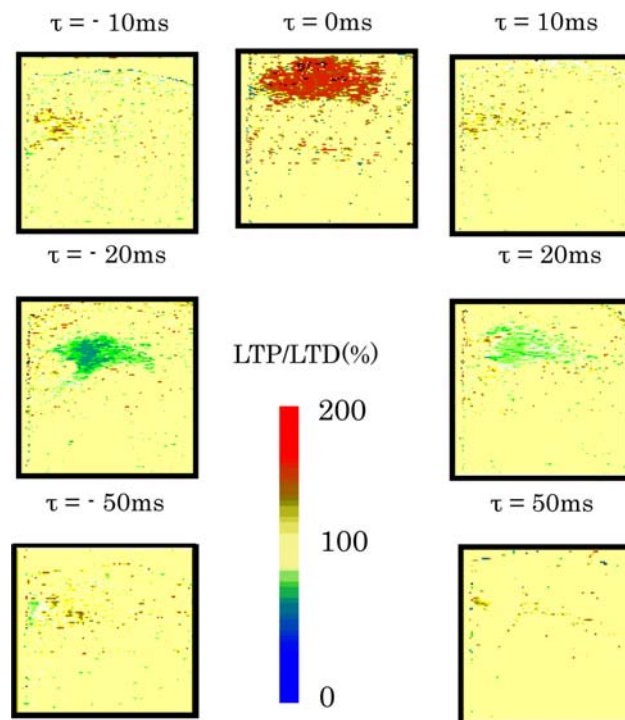 τ = - 10ms
τ = 0ms
τ = 10ms
τ = - 20ms
τ = 20ms
LTP/LTD(%)
200
100
0
τ = - 50ms
τ = 50ms